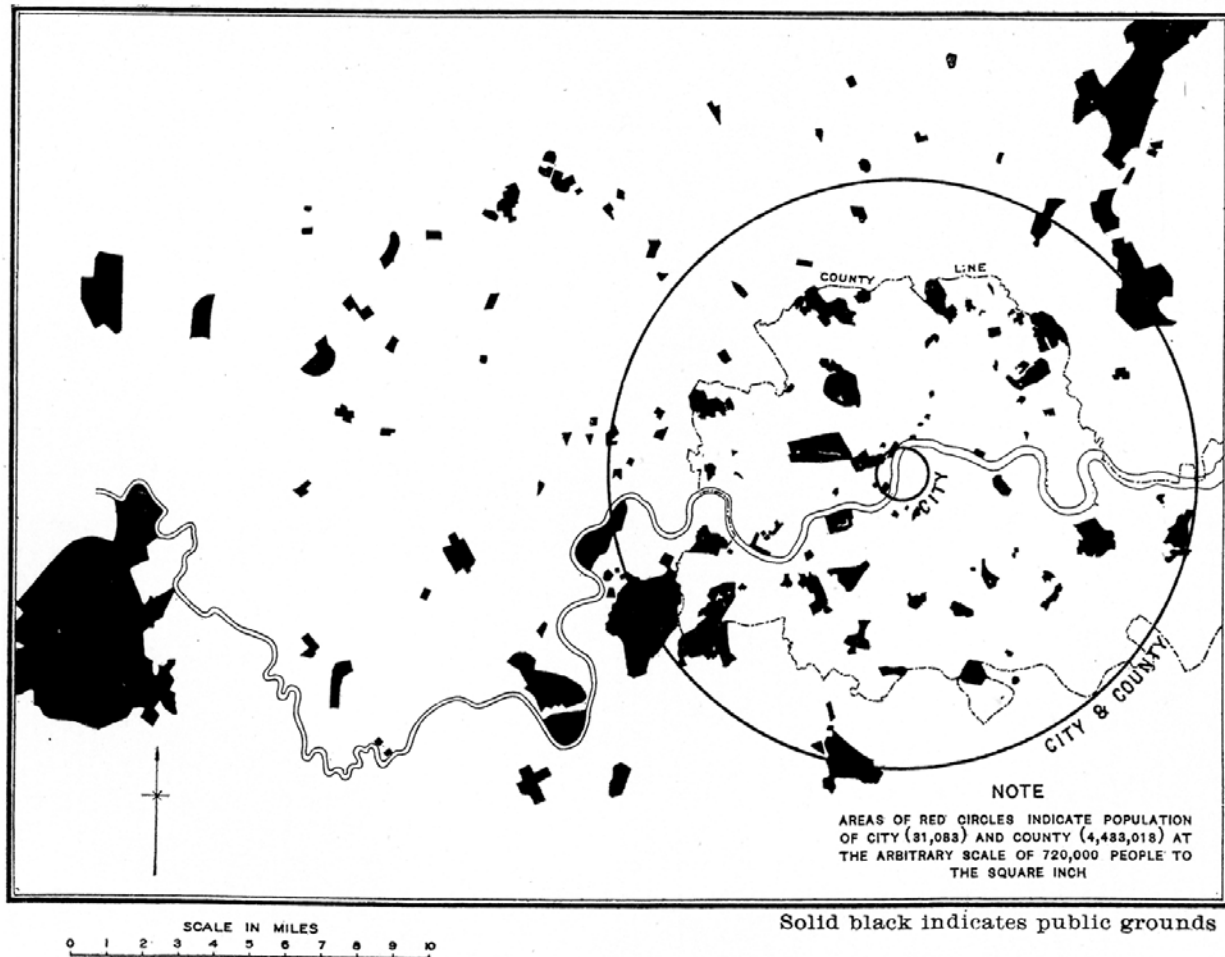 COUNTY LINE
CITY
CITY & COUNTY
NOTE
AREAS OF RED CIRCLES INDICATE POPULATION
OF CITY (31,083) AND COUNTY (4,483,018) AT
THE ARBITRARY SCALE OF 720,000 PEOPLE TO
THE SQUARE INCH
Solid black indicates public grounds
SCALE IN MILES
0 1 2 3 4 5 6 7 8 9 10